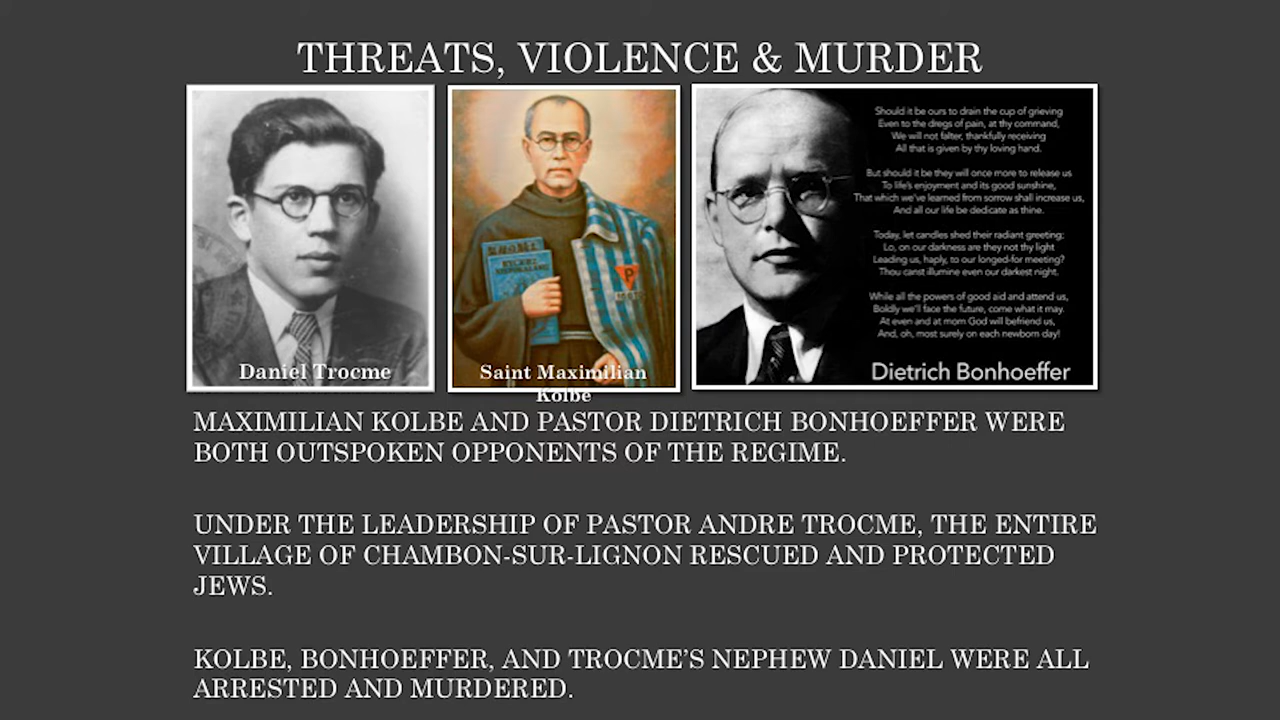 THREATS, VIOLENCE & MURDER
Daniel Trocme
P
Saint Maximilian
Kolbe
Should it be ours to drain the cup of grieving
Even to the dregs of pain, at thy command,
We will not falter, thankfully receiving
All that is given by thy loving hand.
But should it be they will once more to release us
To life's enjoyment and its good sunshine,
That which we've learned from sorrow shall increase us,
And all our life be dedicate as thine.
Today, let candles shed their radiant greeting;
Lo, on our darkness are they not thy light
Leading us, haply, to our longed-for meeting?
Thou canst illumine even our darkest night.
While all the powers of good aid and attend us,
Boldly we'll face the future, come what it may.
At even and at morn God will befriend us,
And, oh, most surely on each newborn day!
Dietrich Bonhoeffer
MAXIMILIAN KOLBE AND PASTOR DIETRICH BONHOEFFER WERE
BOTH OUTSPOKEN OPPONENTS OF THE REGIME.
UNDER THE LEADERSHIP OF PASTOR ANDRE TROCME, THE ENTIRE
VILLAGE OF CHAMBON-SUR-LIGNON RESCUED AND PROTECTED
JEWS.
KOLBE, BONHOEFFER, AND TROCME'S NEPHEW DANIEL WERE ALL
ARRESTED AND MURDERED.